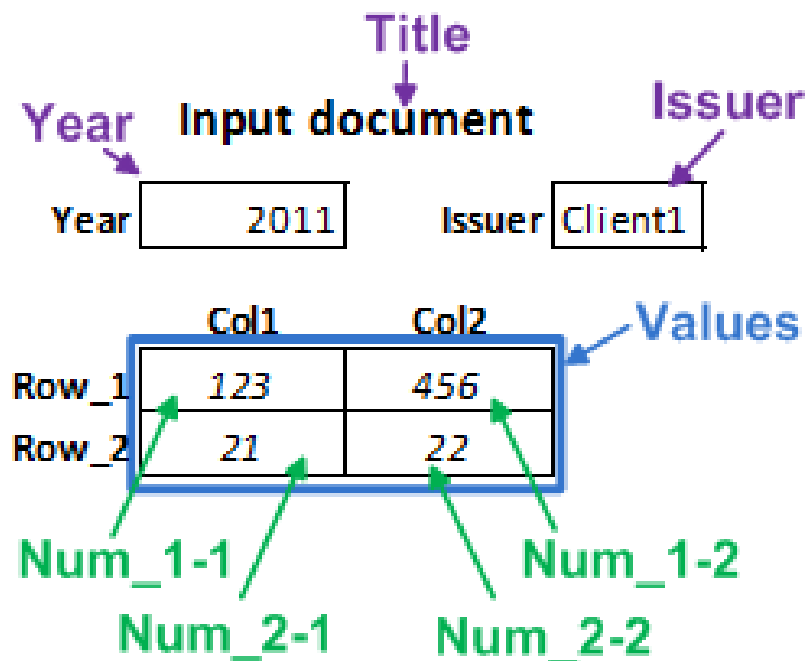 Title
Year Input document Issuer
Year 2011 Issuer Client1
Col1 Col2 Values
Row_1 123 456
Row_2 21 22
Num_1-1 Num_1-2
Num_2-1 Num_2-2